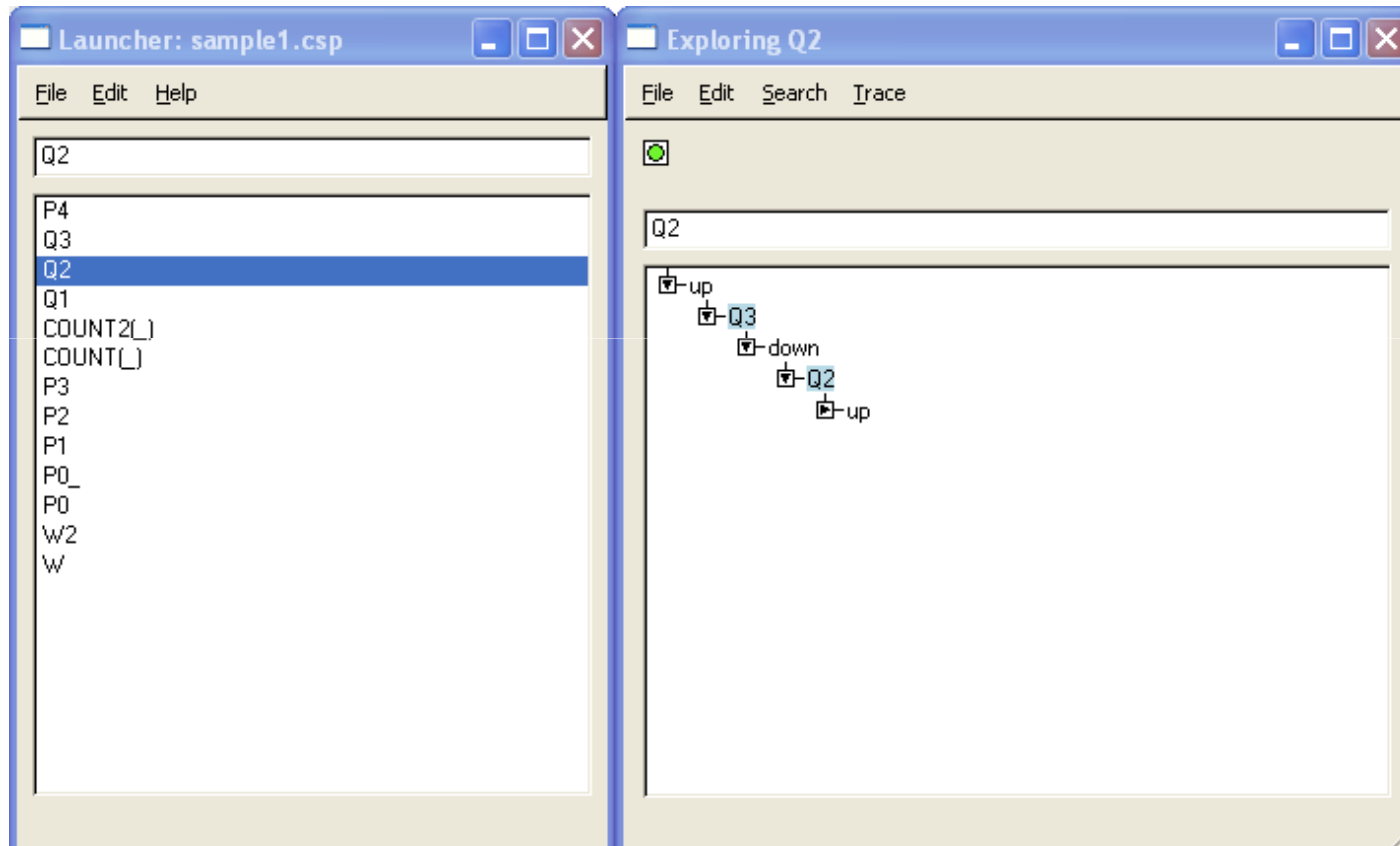 Launcher: sample1.csp
File Edit Help
Q2
P4
Q3
Q2
Q1
COUNT2(_)
COUNT(_)
P3
P2
P1
P0_
P0
W2
W
Exploring Q2
File Edit Search Trace
Q2
up
Q3
down
Q2
up